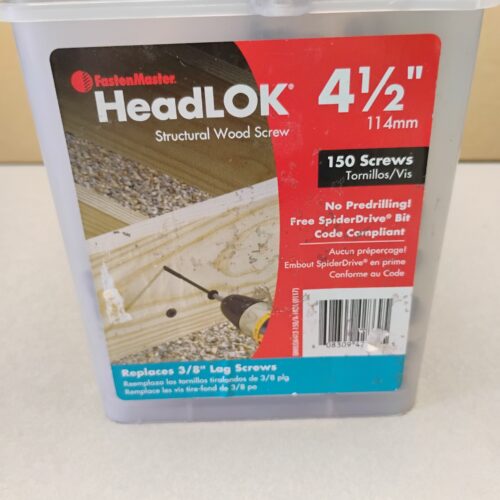 FastenMaster®
HeadLOK®
Structural Wood Screw
4½"
114mm
150 Screws
Tornillos/Vis
No Predrilling!
Free SpiderDrive® Bit
Code Compliant
Aucun préperçage!
Embout SpiderDrive® en prime
Conforme au Code
Replaces 3/8" Lag Screws
Reemplaza los tornillos tirafondos de 3/8 plg
Remplace les vis tire-fond de 3/8 po